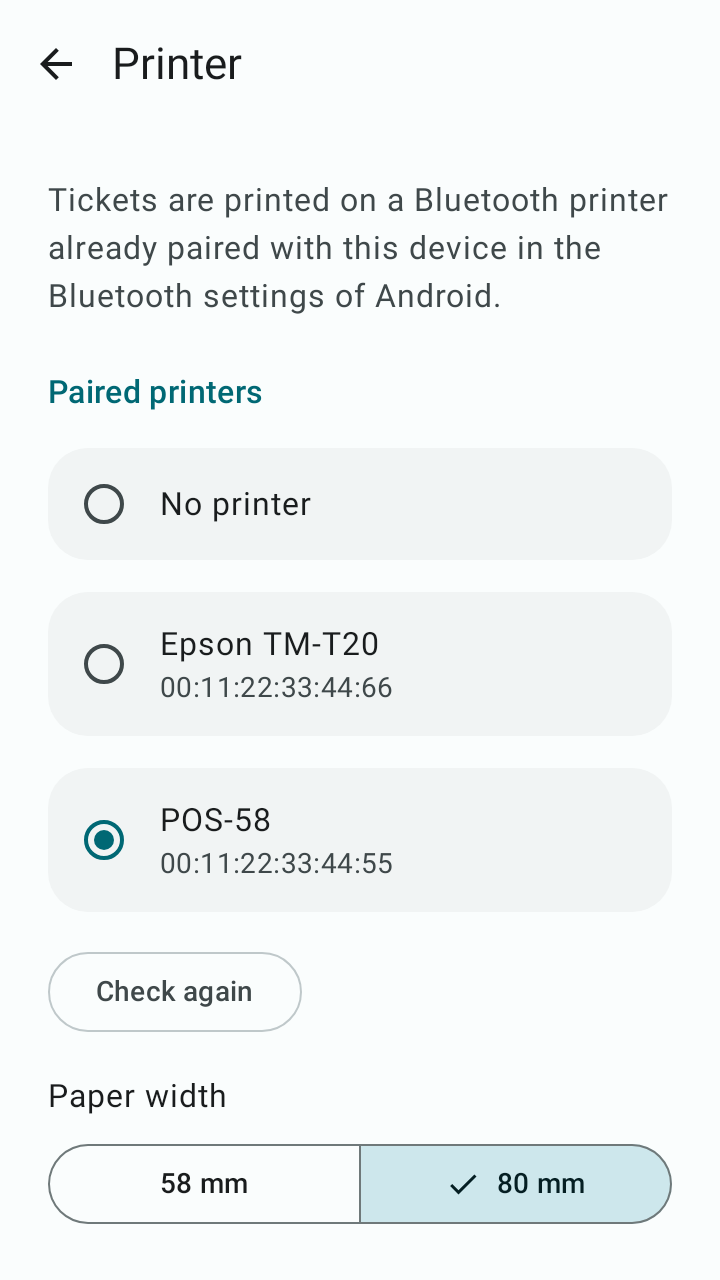 Printer
Tickets are printed on a Bluetooth printer
already paired with this device in the
Bluetooth settings of Android.
Paired printers
No printer
Epson TM-T20
00:11:22:33:44:66
POS-58
00:11:22:33:44:55
Check again
Paper width
58 mm
80 mm